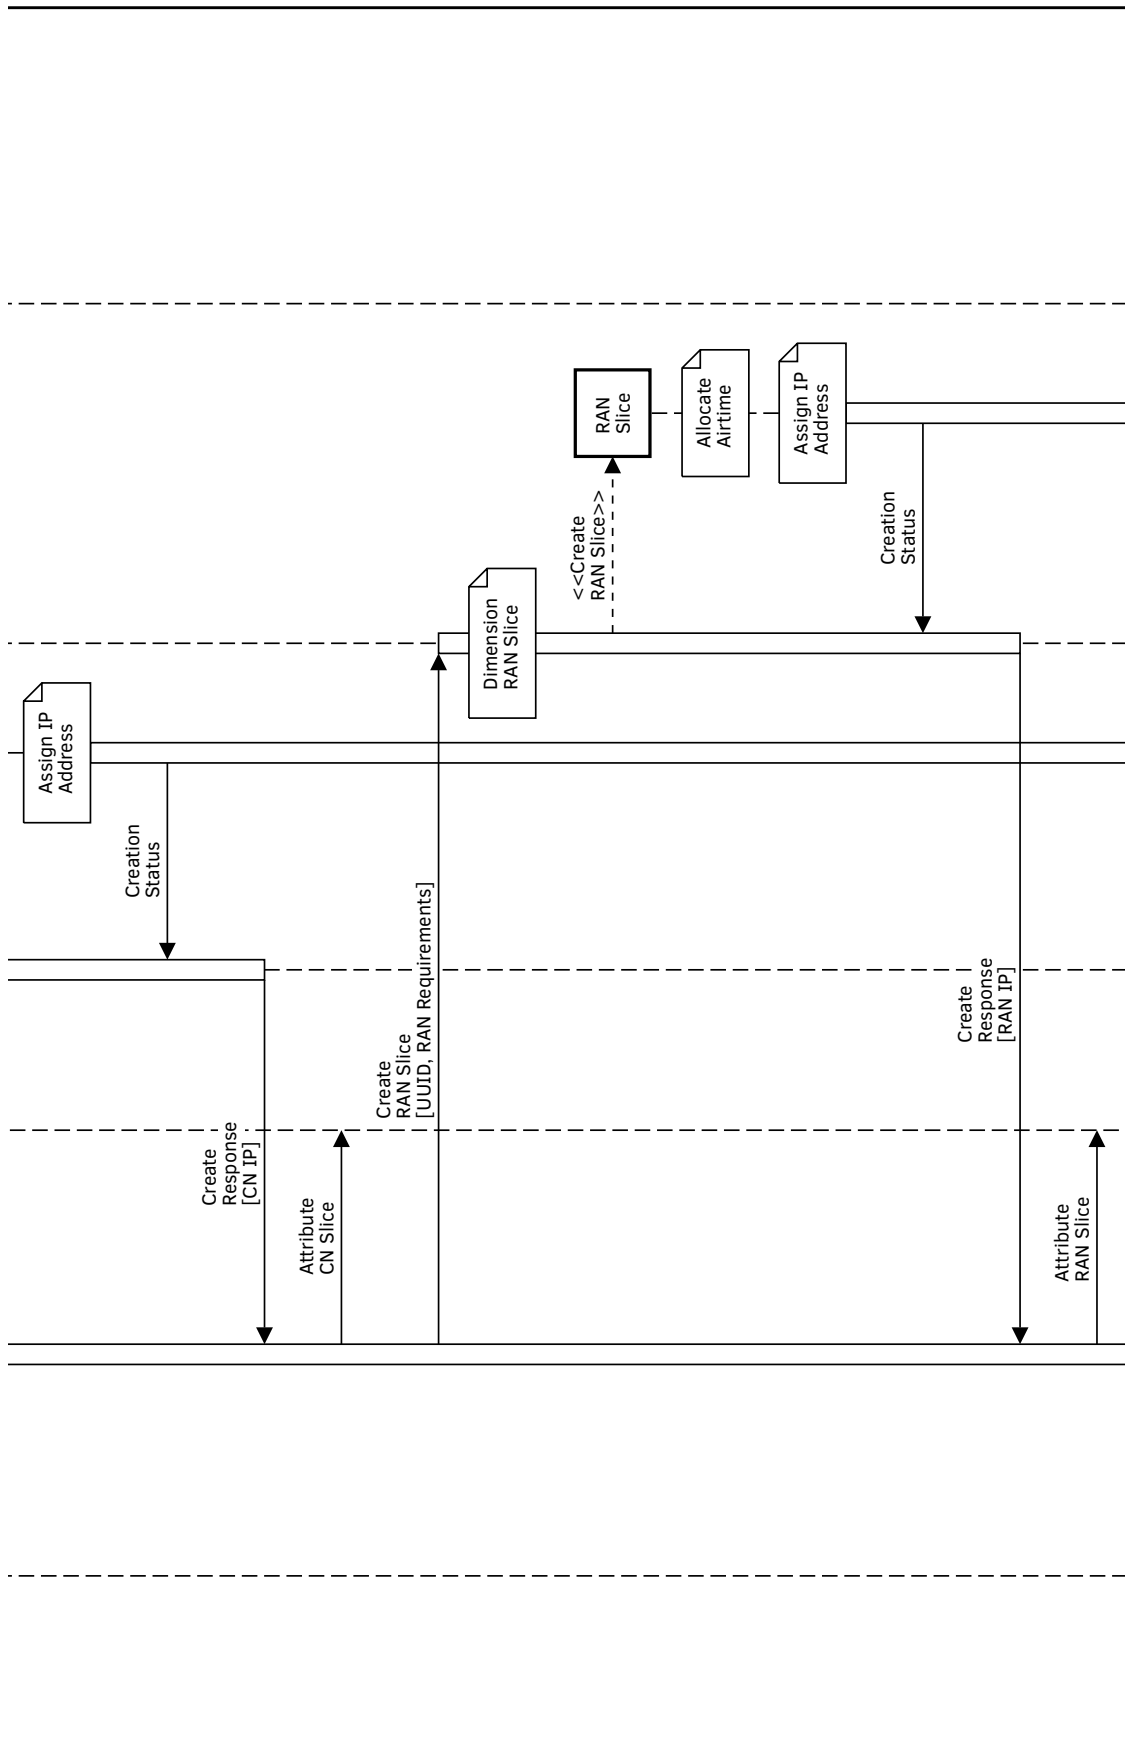 Assign IP
Address
Creation
Status
Create
Response
[CN IP]
Attribute
CN Slice
Create
RAN Slice
[UUID, RAN Requirements]
Dimension
RAN Slice
<<Create
RAN Slice>>
RAN
Slice
Allocate
Airtime
Assign IP
Address
Creation
Status
Create
Response
[RAN IP]
Attribute
RAN Slice